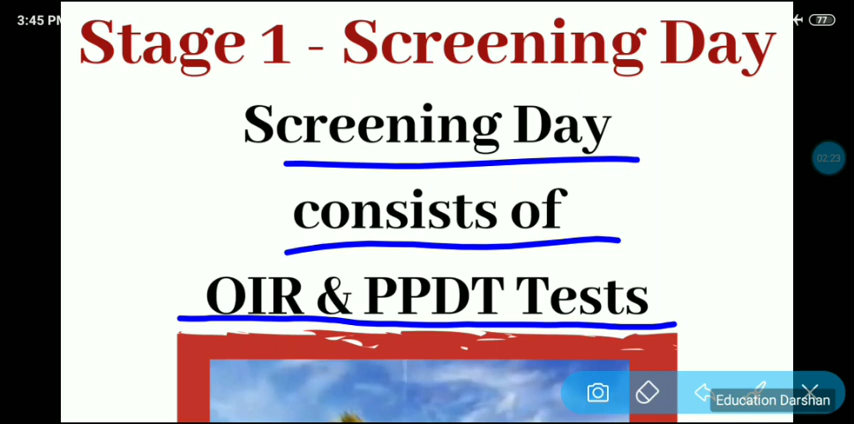 3:45 PM
77
Stage 1 - Screening Day
Screening Day
consists of
OIR & PPDT Tests
02:23
Education Darshan